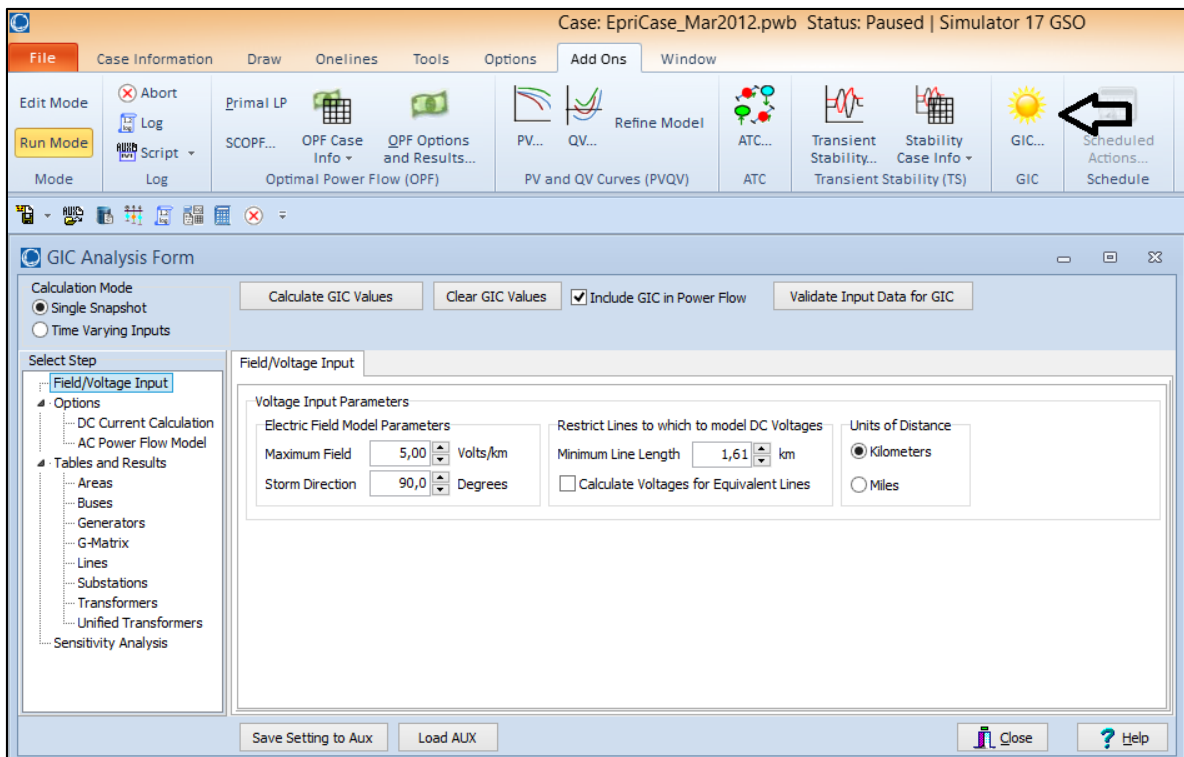 Case: EpriCase_Mar2012.pwb Status: Paused | Simulator 17 GSO
File Case Information Draw Onelines Tools Options Add Ons Window
Edit Mode
Run Mode
Mode
Abort
Log
Script
Log
Primal LP
SCOPF...
OPF Case
Info
OPF Options
and Results...
Optimal Power Flow (OPF)
PV...
QV...
Refine Model
PV and QV Curves (PVQV)
ATC...
ATC
Transient
Stability...
Stability
Case Info
Transient Stability (TS)
GIC...
GIC
Scheduled
Actions...
Schedule
GIC Analysis Form
Calculation Mode
Single Snapshot
Time Varying Inputs
Calculate GIC Values
Clear GIC Values
Include GIC in Power Flow
Validate Input Data for GIC
Select Step
Field/Voltage Input
Options
DC Current Calculation
AC Power Flow Model
Tables and Results
Areas
Buses
Generators
G-Matrix
Lines
Substations
Transformers
Unified Transformers
Sensitivity Analysis
Field/Voltage Input
Voltage Input Parameters
Electric Field Model Parameters
Maximum Field 5,00 Volts/km
Storm Direction 90,0 Degrees
Restrict Lines to which to model DC Voltages
Minimum Line Length 1,61 km
Calculate Voltages for Equivalent Lines
Units of Distance
Kilometers
Miles
Save Setting to Aux
Load AUX
Close
? Help